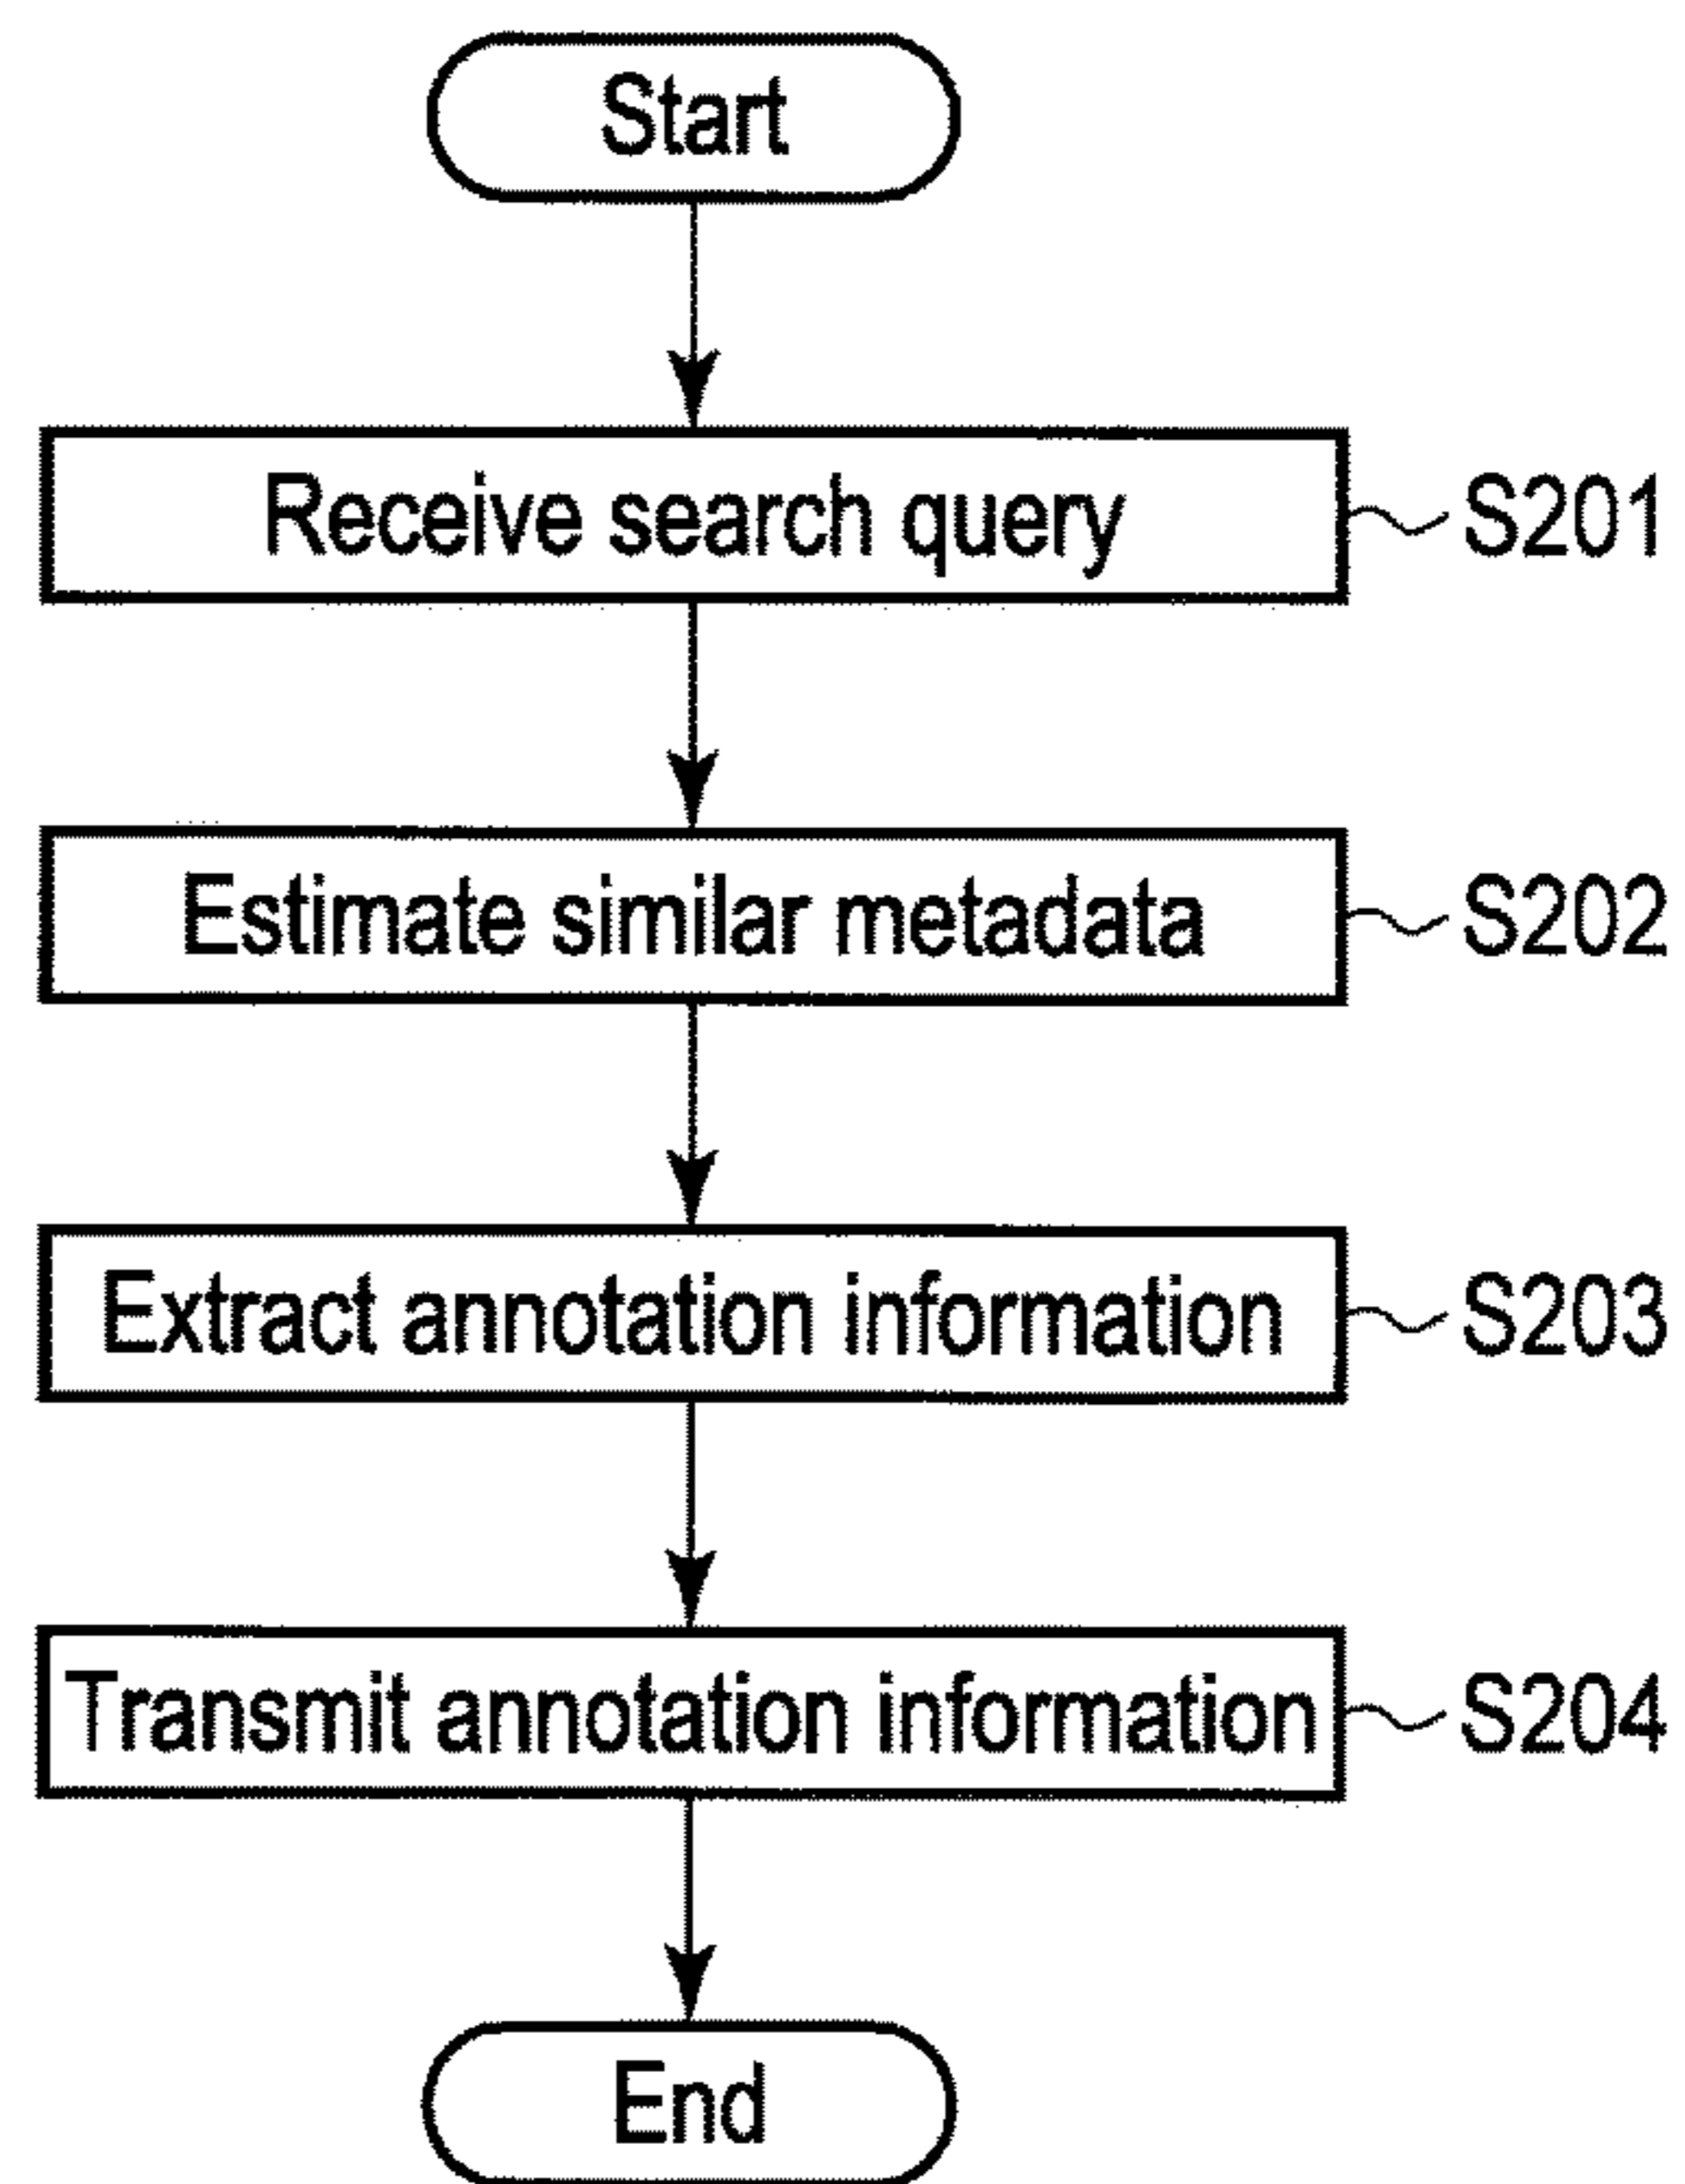 Start
Receive search query S201
Estimate similar metadata S202
Extract annotation information S203
Transmit annotation information S204
End